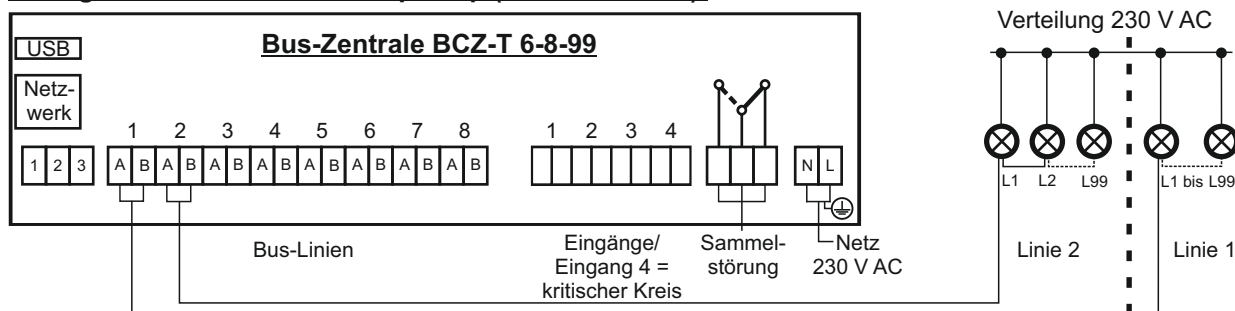 Verteilung 230 V AC
USB
Bus-Zentrale BCZ-T 6-8-99
Netz-
werk
1 2 3 4 5 6 7 8
1 2 3 4
1 2 3
A B A B A B A B A B A B A B A B
N L
L1 L2 L99
L1 bis L99
Bus-Linien
Eingänge/
Eingang 4 =
kritischer Kreis
Sammel-
störung
Netz
230 V AC
Linie 2
Linie 1